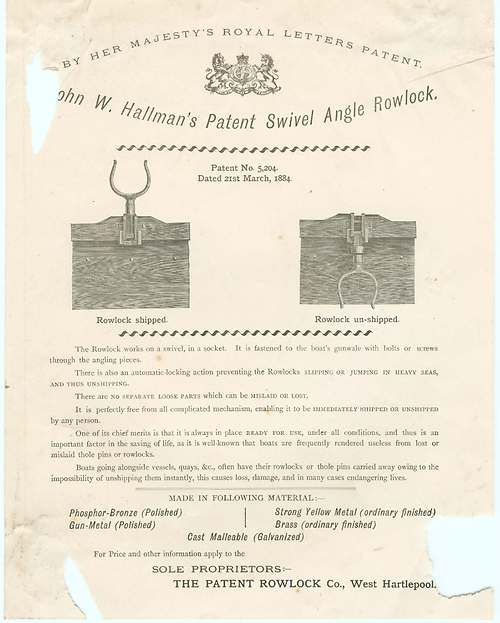 BY HER MAJESTY'S ROYAL LETTERS PATENT.
ohn W. Hallman's Patent Swivel Angle Rowlock.
Patent No. 5,204.
Dated 21st March, 1884.
Rowlock shipped.
Rowlock un-shipped.
The Rowlock works on a swivel, in a socket. It is fastened to the boat's gunwale with bolts or screws
through the angling pieces.
There is also an automatic-locking action preventing the Rowlocks SLIPPING OR JUMPING IN HEAVY SEAS,
AND THUS UNSHIPPING.
There are NO SEPARATE LOOSE PARTS which can be MISLAID OR LOST.
It is perfectly free from all complicated mechanism, enabling it to be IMMEDIATELY SHIPPED OR UNSHIPPED
by any person.
One of its chief merits is that it is always in place READY FOR USE, under all conditions, and thus is an
important factor in the saving of life, as it is well-known that boats are frequently rendered useless from lost or
mislaid thole pins or rowlocks.
Boats going alongside vessels, quays, &c., often have their rowlocks or thole pins carried away owing to the
impossibility of unshipping them instantly, this causes loss, damage, and in many cases endangering lives.
MADE IN FOLLOWING MATERIAL:—
Phosphor-Bronze (Polished) Strong Yellow Metal (ordinary finished)
Gun-Metal (Polished) Brass (ordinary finished)
Cast Malleable (Galvanized)
For Price and other information apply to the
SOLE PROPRIETORS:—
THE PATENT ROWLOCK Co., West Hartlepool.